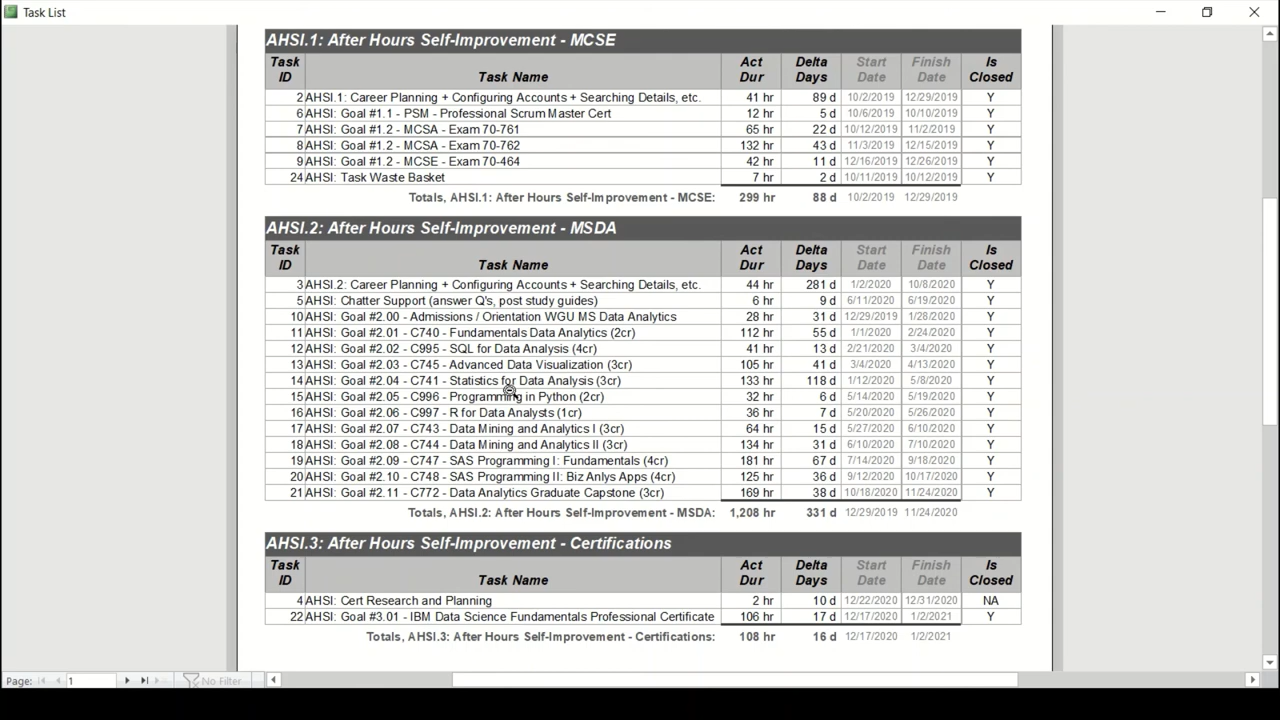 Task List
AHSI.1: After Hours Self-Improvement - MCSE
Task ID Task Name Act Dur Delta Days Start Date Finish Date Is Closed
2 AHSI.1: Career Planning + Configuring Accounts + Searching Details, etc. 41 hr 89 d 10/2/2019 12/29/2019 Y
6 AHSI: Goal #1.1 - PSM - Professional Scrum Master Cert 12 hr 5 d 10/6/2019 10/10/2019 Y
7 AHSI: Goal #1.2 - MCSA - Exam 70-761 65 hr 22 d 10/12/2019 11/2/2019 Y
8 AHSI: Goal #1.2 - MCSA - Exam 70-762 132 hr 43 d 11/3/2019 12/15/2019 Y
9 AHSI: Goal #1.2 - MCSE - Exam 70-464 42 hr 11 d 12/16/2019 12/26/2019 Y
24 AHSI: Task Waste Basket 7 hr 2 d 10/11/2019 10/12/2019 Y
Totals, AHSI.1: After Hours Self-Improvement - MCSE: 299 hr 88 d 10/2/2019 12/29/2019
AHSI.2: After Hours Self-Improvement - MSDA
Task ID Task Name Act Dur Delta Days Start Date Finish Date Is Closed
3 AHSI.2: Career Planning + Configuring Accounts + Searching Details, etc. 44 hr 281 d 1/2/2020 10/8/2020 Y
5 AHSI: Chatter Support (answer Q's, post study guides) 6 hr 9 d 6/11/2020 6/19/2020 Y
10 AHSI: Goal #2.00 - Admissions / Orientation WGU MS Data Analytics 28 hr 31 d 12/29/2019 1/28/2020 Y
11 AHSI: Goal #2.01 - C740 - Fundamentals Data Analytics (2cr) 112 hr 55 d 1/1/2020 2/24/2020 Y
12 AHSI: Goal #2.02 - C995 - SQL for Data Analysis (4cr) 41 hr 13 d 2/21/2020 3/4/2020 Y
13 AHSI: Goal #2.03 - C745 - Advanced Data Visualization (3cr) 105 hr 41 d 3/4/2020 4/13/2020 Y
14 AHSI: Goal #2.04 - C741 - Statistics for Data Analysis (3cr) 133 hr 118 d 1/12/2020 5/8/2020 Y
15 AHSI: Goal #2.05 - C996 - Programming in Python (2cr) 32 hr 6 d 5/14/2020 5/19/2020 Y
16 AHSI: Goal #2.06 - C997 - R for Data Analysts (1cr) 36 hr 7 d 5/20/2020 5/26/2020 Y
17 AHSI: Goal #2.07 - C743 - Data Mining and Analytics I (3cr) 64 hr 15 d 5/27/2020 6/10/2020 Y
18 AHSI: Goal #2.08 - C744 - Data Mining and Analytics II (3cr) 134 hr 31 d 6/10/2020 7/10/2020 Y
19 AHSI: Goal #2.09 - C747 - SAS Programming I: Fundamentals (4cr) 181 hr 67 d 7/14/2020 9/18/2020 Y
20 AHSI: Goal #2.10 - C748 - SAS Programming II: Biz Anlys Apps (4cr) 125 hr 36 d 9/12/2020 10/17/2020 Y
21 AHSI: Goal #2.11 - C772 - Data Analytics Graduate Capstone (3cr) 169 hr 38 d 10/18/2020 11/24/2020 Y
Totals, AHSI.2: After Hours Self-Improvement - MSDA: 1,208 hr 331 d 12/29/2019 11/24/2020
AHSI.3: After Hours Self-Improvement - Certifications
Task ID Task Name Act Dur Delta Days Start Date Finish Date Is Closed
4 AHSI: Cert Research and Planning 2 hr 10 d 12/22/2020 12/31/2020 NA
22 AHSI: Goal #3.01 - IBM Data Science Fundamentals Professional Certificate 106 hr 17 d 12/17/2020 1/2/2021 Y
Totals, AHSI.3: After Hours Self-Improvement - Certifications: 108 hr 16 d 12/17/2020 1/2/2021
Page: 1 No Filter